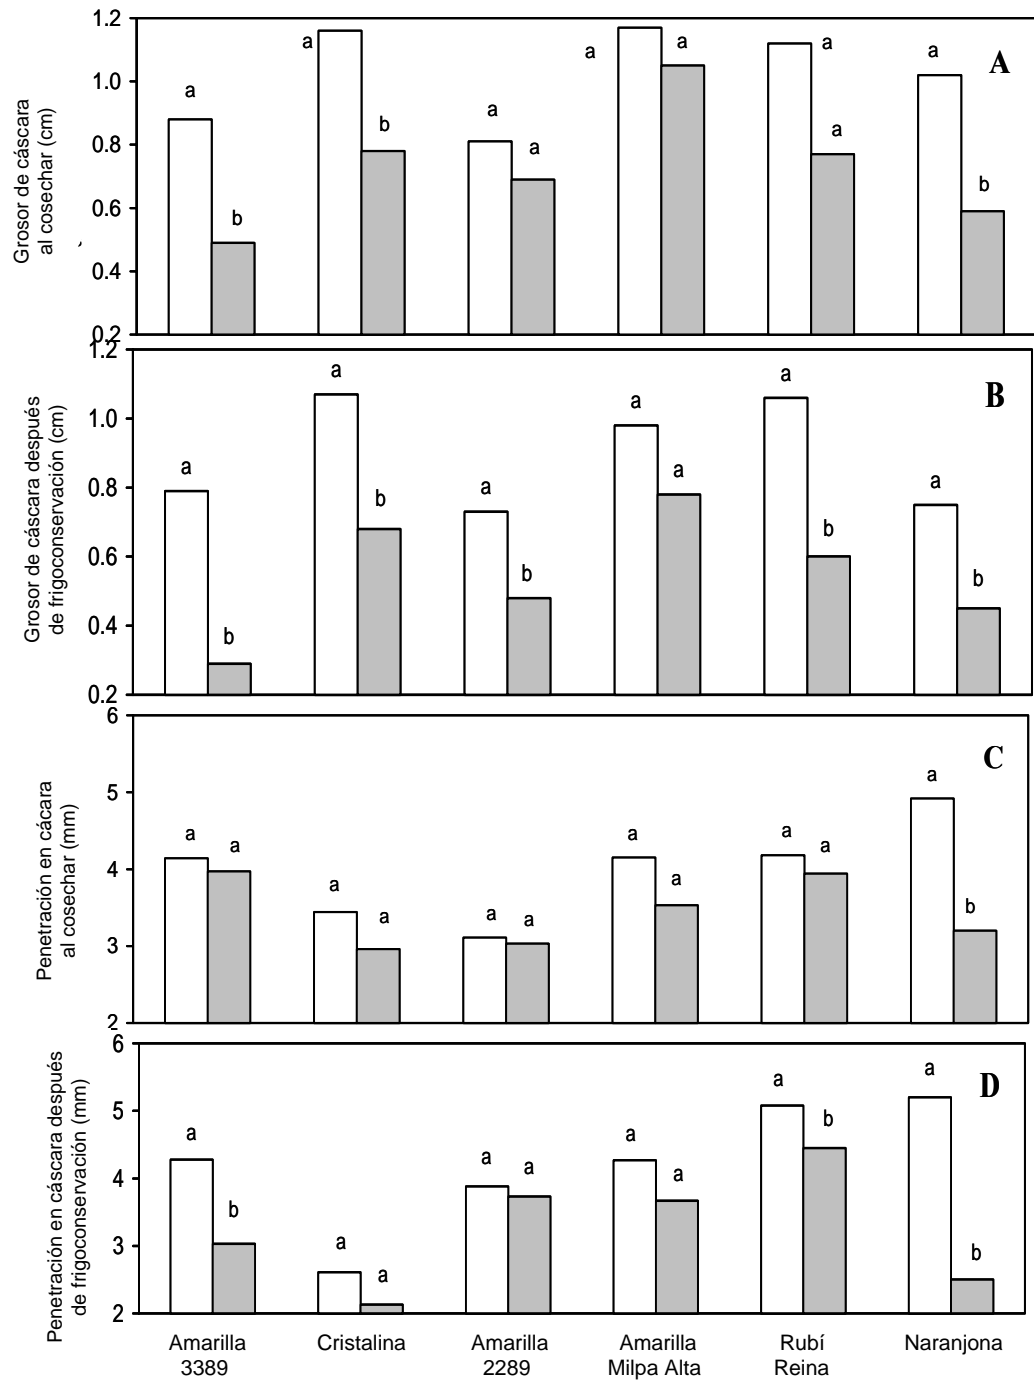 Grosor de cáscara
al cosechar (cm)
1.2
1.0
0.8
0.6
0.4
0.2
A
a
b
a
b
a
a
a
a
a
a
a
b
Grosor de cáscara después
de frigoconservación (cm)
1.2
1.0
0.8
0.6
0.4
0.2
B
a
b
a
b
a
b
a
a
a
b
a
b
Penetración en cácara
al cosechar (mm)
6
5
4
3
2
C
a
a
a
a
a
a
a
a
a
a
a
b
Penetración en cáscara después
de frigoconservación (mm)
6
5
4
3
2
D
a
b
a
a
a
a
a
a
a
b
a
b
Amarilla
3389
Cristalina
Amarilla
2289
Amarilla
Milpa Alta
Rubí
Reina
Naranjona